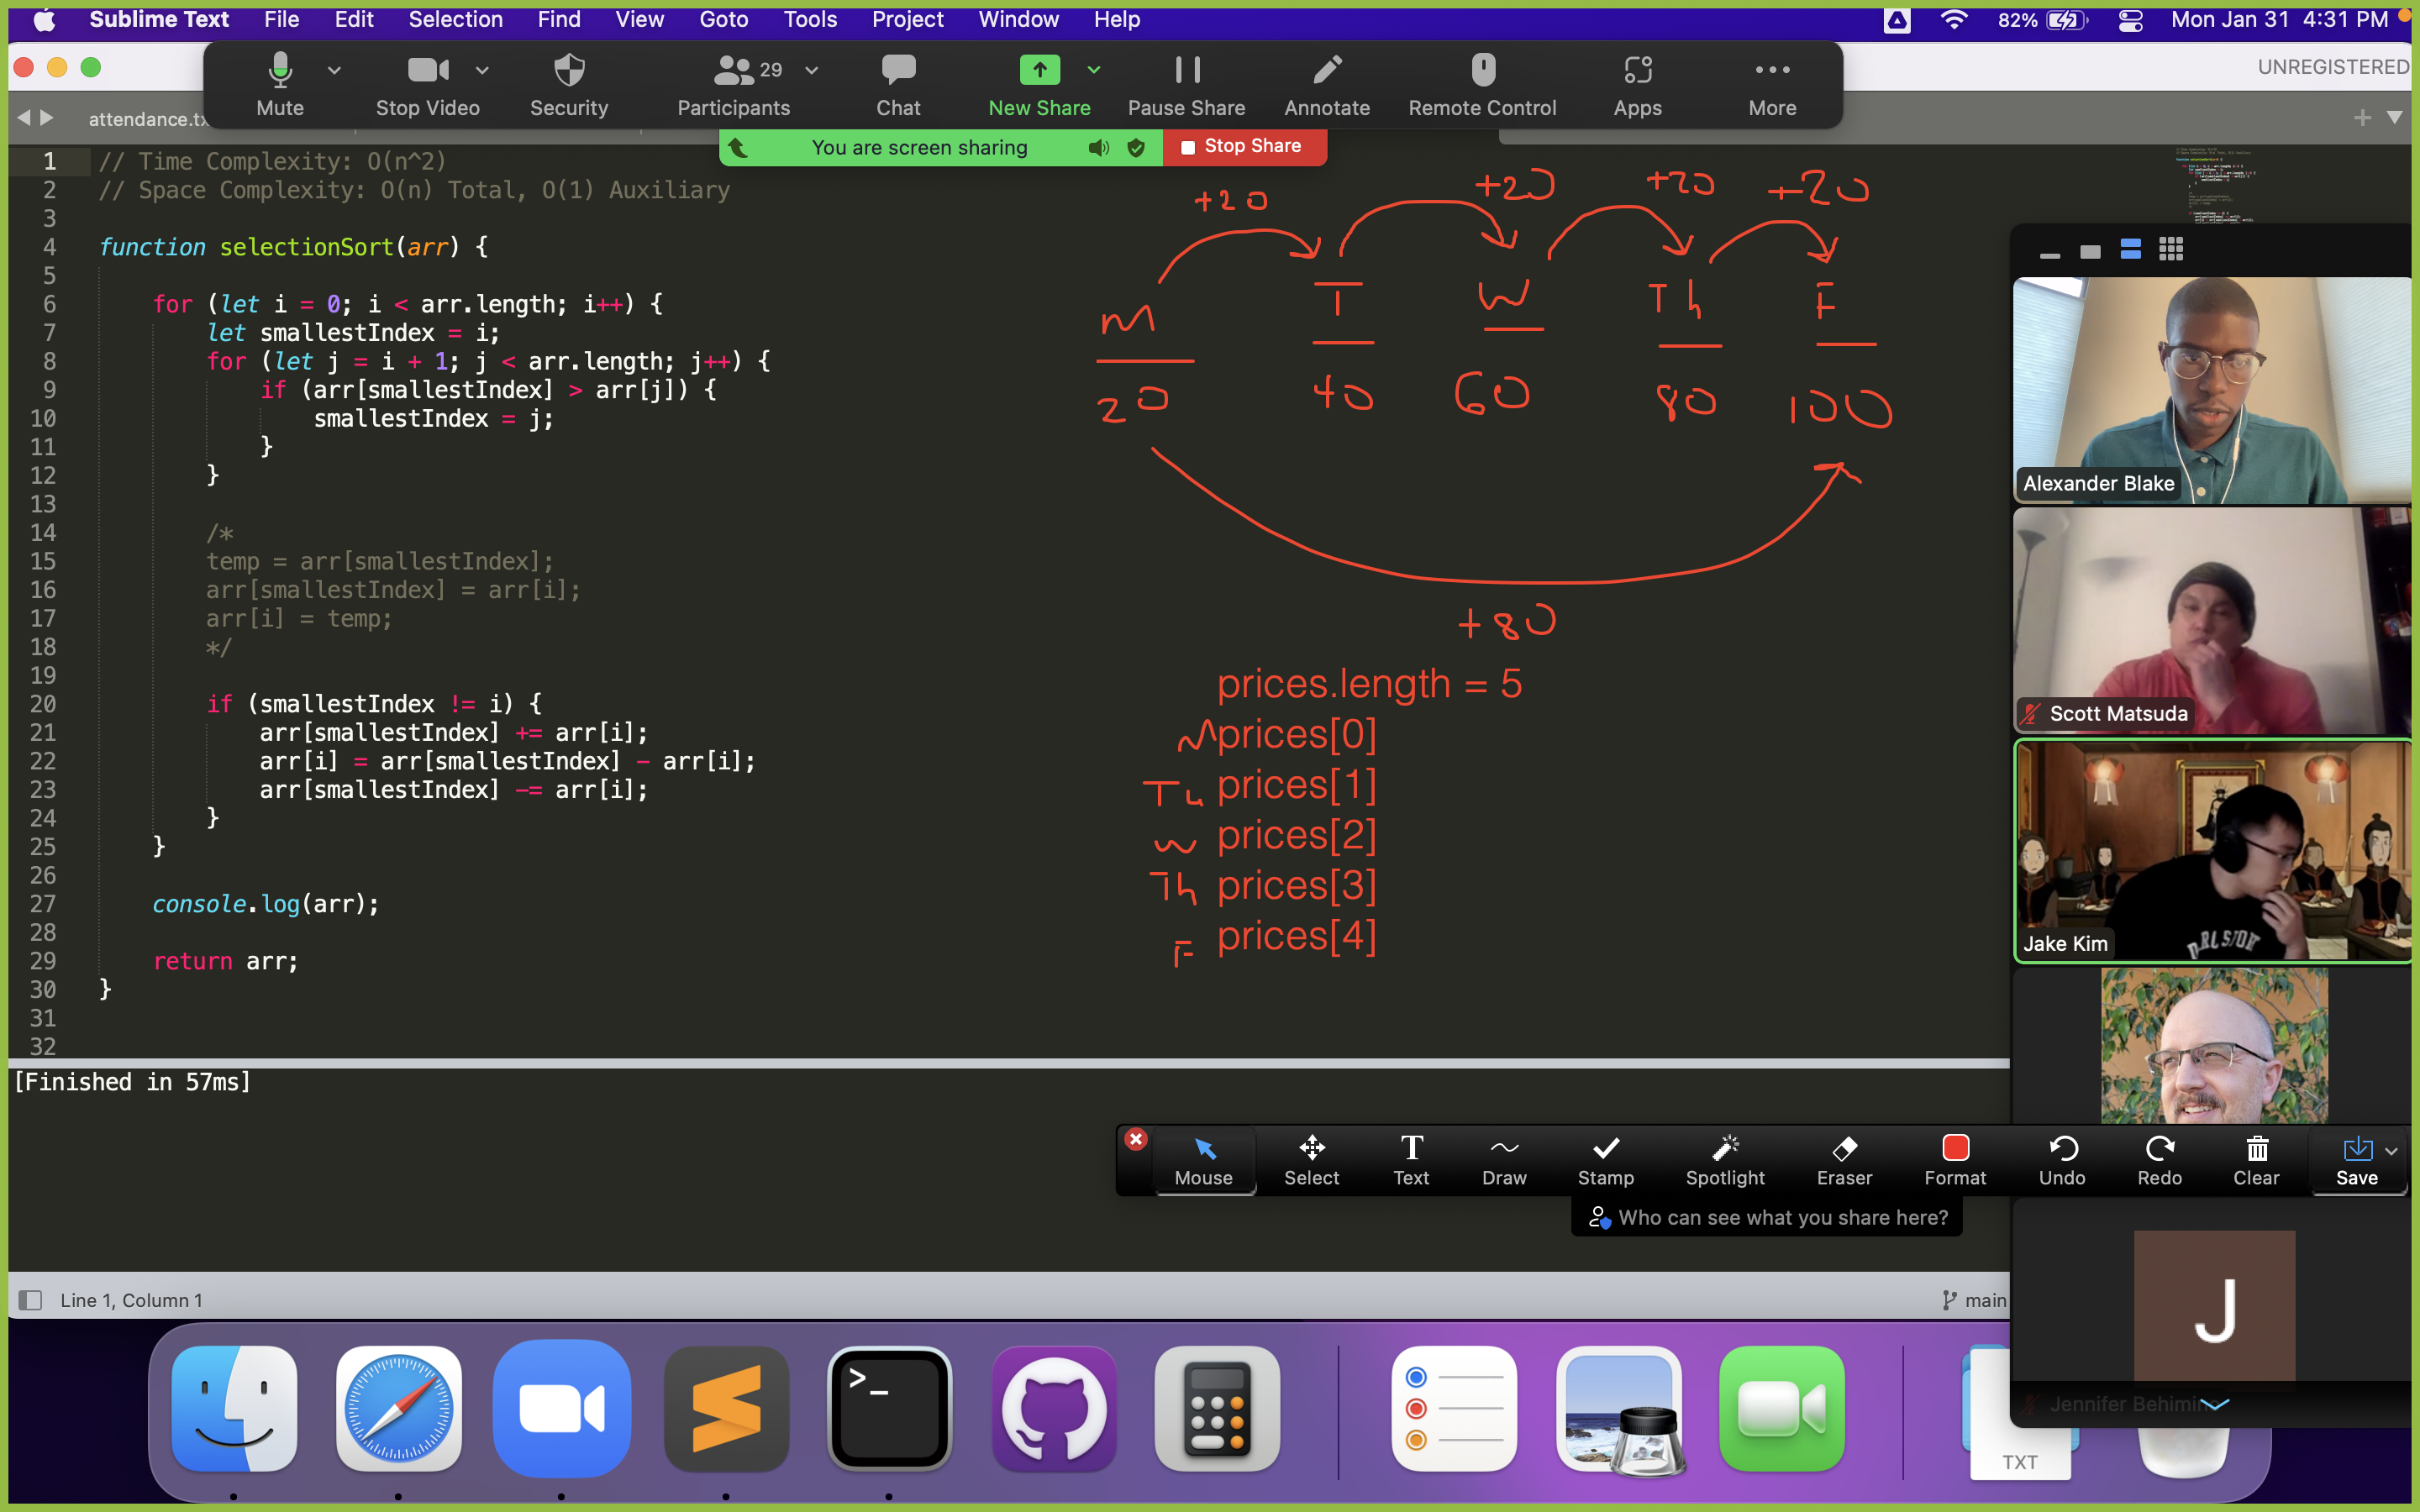 Sublime Text File Edit Selection Find View Goto Tools Project Window Help 82% Mon Jan 31 4:31 PM
UNREGISTERED
Mute Stop Video Security Participants 29 Chat New Share Pause Share Annotate Remote Control Apps More
attendance.tx
You are screen sharing Stop Share
1 // Time Complexity: O(n^2)
2 // Space Complexity: O(n) Total, O(1) Auxiliary
3
4 function selectionSort(arr) {
5
6 for (let i = 0; i < arr.length; i++) {
7 let smallestIndex = i;
8 for (let j = i + 1; j < arr.length; j++) {
9 if (arr[smallestIndex] > arr[j]) {
10 smallestIndex = j;
11 }
12 }
13
14 /*
15 temp = arr[smallestIndex];
16 arr[smallestIndex] = arr[i];
17 arr[i] = temp;
18 */
19
20 if (smallestIndex != i) {
21 arr[smallestIndex] += arr[i];
22 arr[i] = arr[smallestIndex] - arr[i];
23 arr[smallestIndex] -= arr[i];
24 }
25 }
26
27 console.log(arr);
28
29 return arr;
30 }
31
32
+20 +20 +20 +20
M T W Th F
20 40 60 80 100
+80
prices.length = 5
M prices[0]
Tu prices[1]
W prices[2]
Th prices[3]
F prices[4]
Alexander Blake
Scott Matsuda
Jake Kim
J
[Finished in 57ms]
Mouse Select Text Draw Stamp Spotlight Eraser Format Undo Redo Clear Save
Who can see what you share here?
Line 1, Column 1
main
>_
TXT